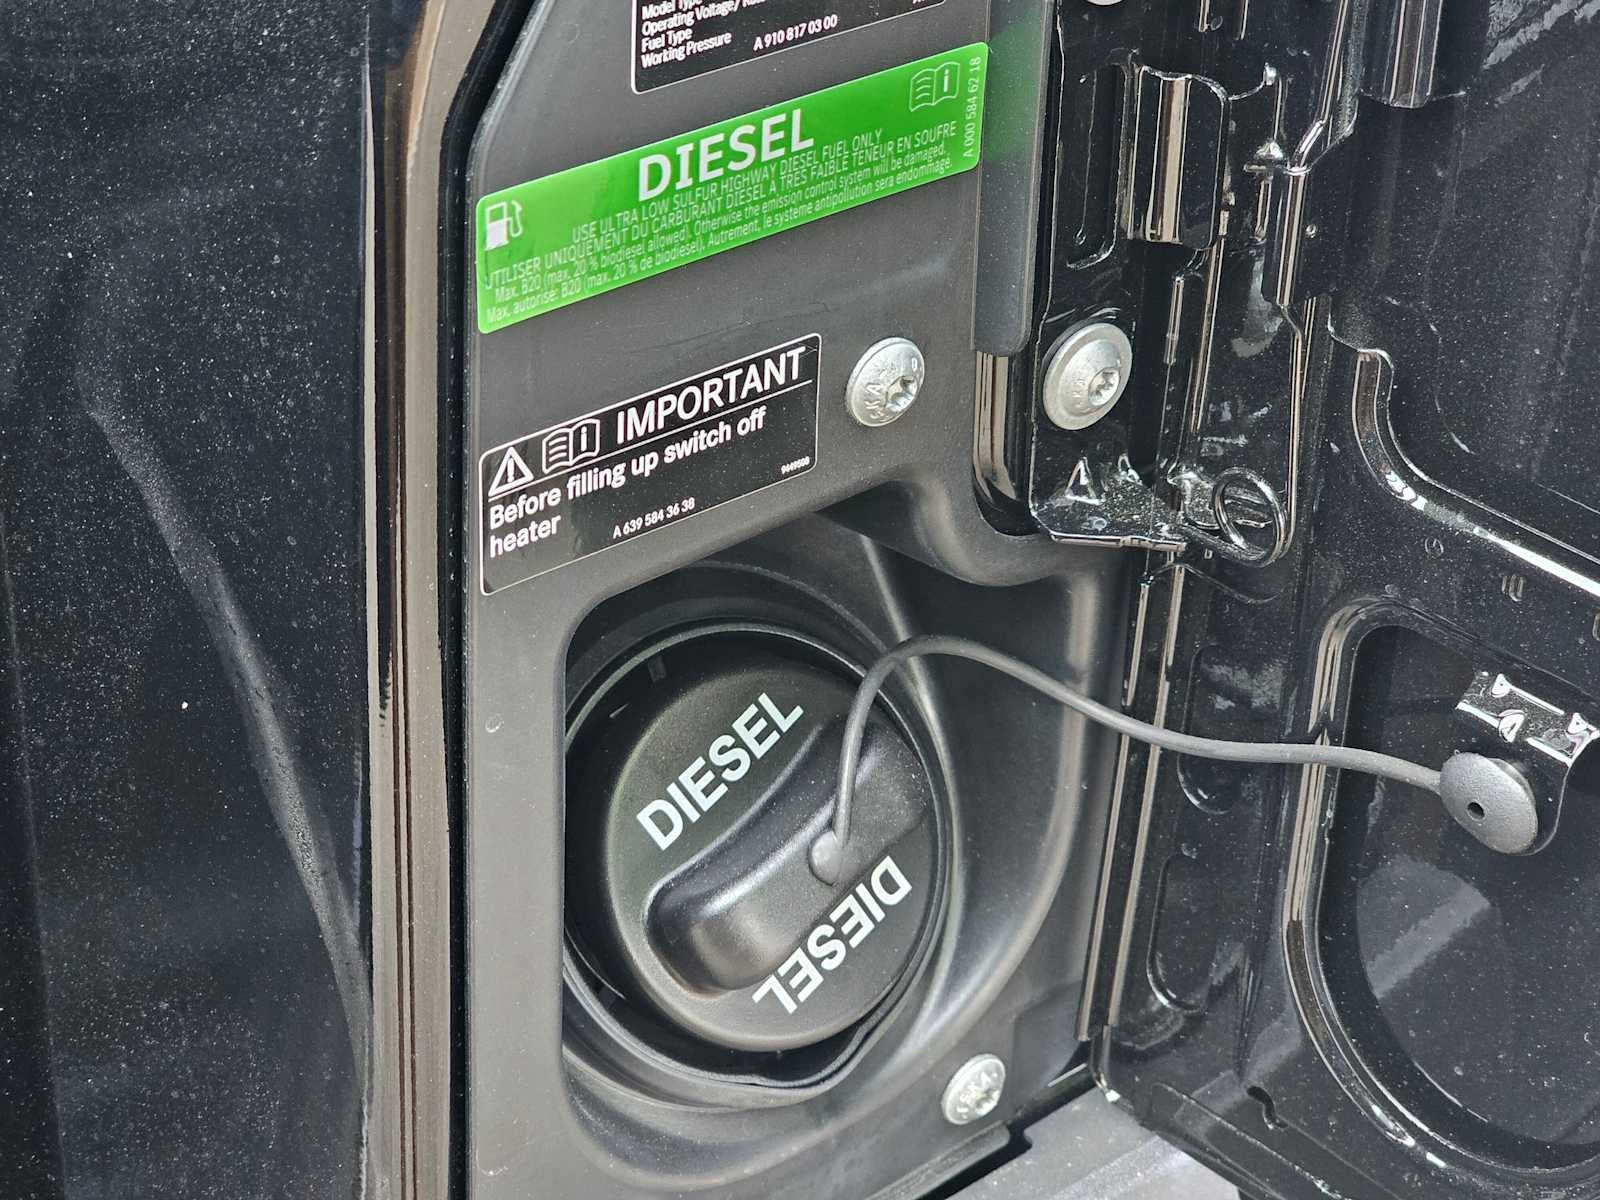 Model Type
Operating Voltage/
Fuel Type
Working Pressure
A 910 817 03 00
DIESEL
USE ULTRA LOW SULFUR HIGHWAY DIESEL FUEL ONLY
UTILISER UNIQUEMENT DU CARBURANT DIESEL A TRES FAIBLE TENEUR EN SOUFRE
Max. B20 (max. 20 % biodiesel allowed). Otherwise the emission control system will be damaged.
Max. autorisé: B20 (max. 20 % de biodiesel). Autrement, le systeme antipollution sera endommagé.
A 000 584 62 18
IMPORTANT
Before filling up switch off
heater
A 639 584 36 38
9449508
DIESEL
DIESEL